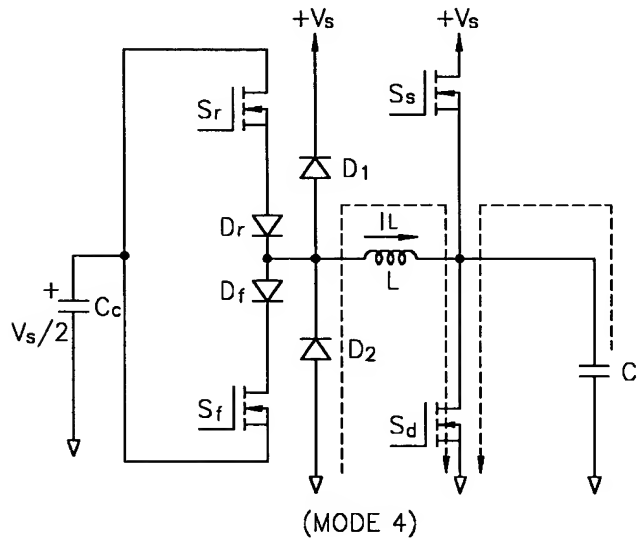 +Vs +Vs
Sr
Ss
D1
Dr
IL
L
Df
+
Cc
Vs/2
D2
C
Sf
Sd
(MODE 4)